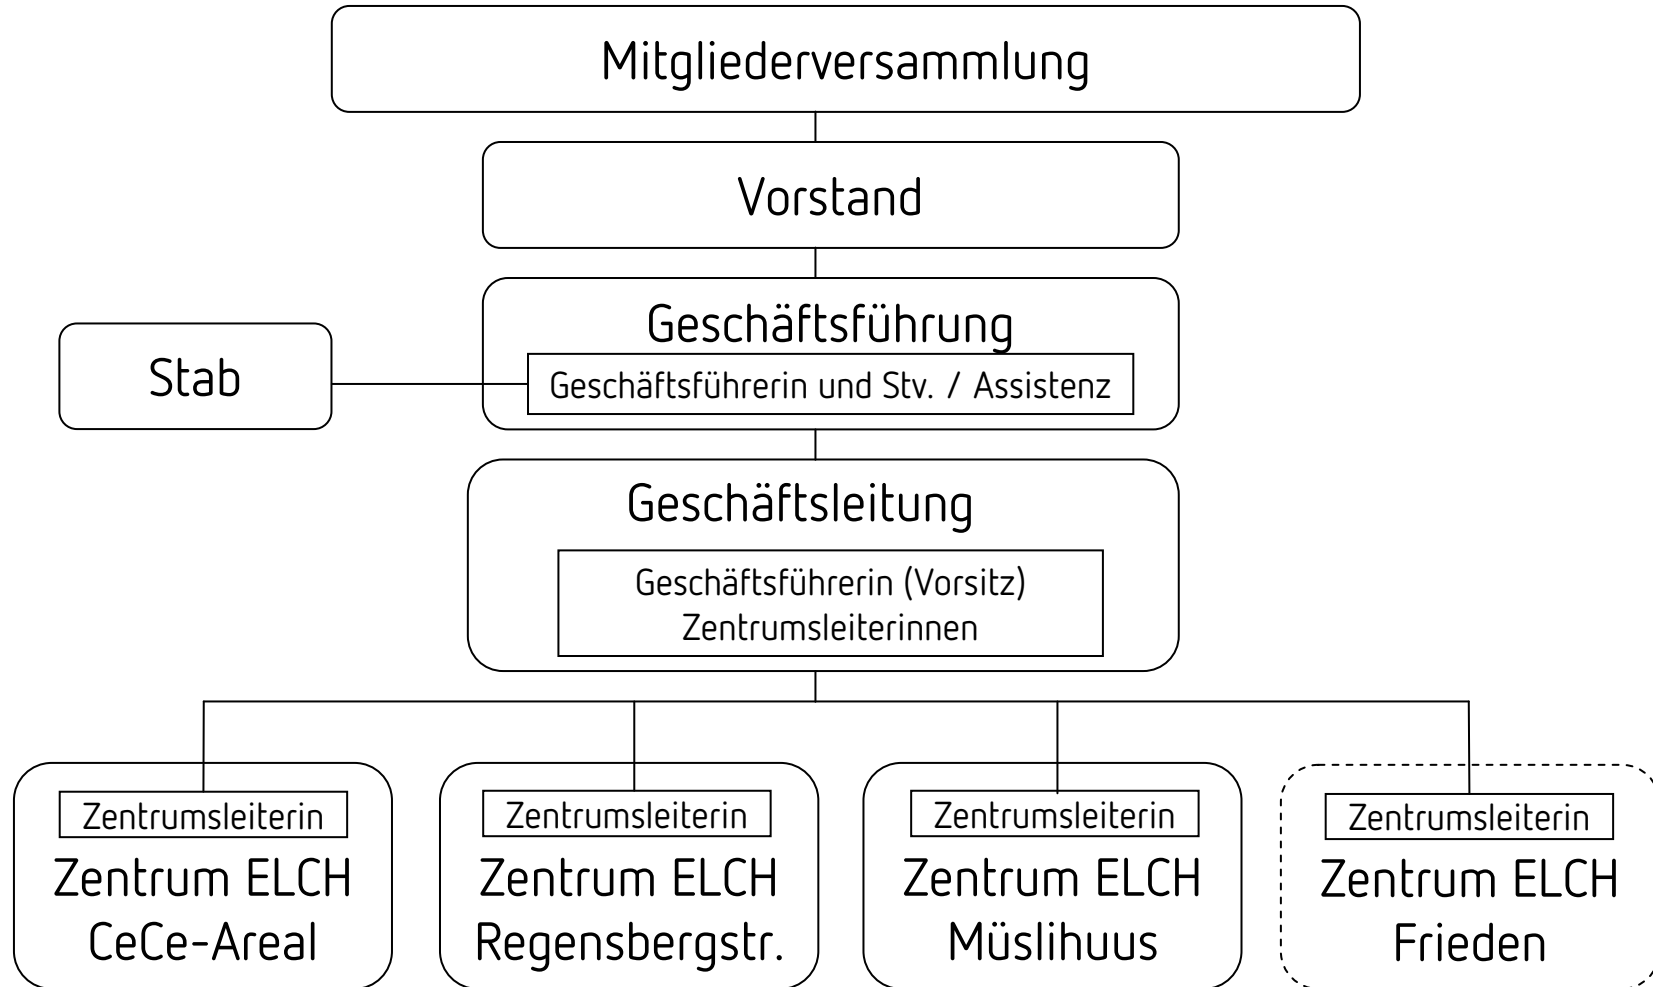 Mitgliederversammlung
Vorstand
Geschäftsführung
Stab
Geschäftsführerin und Stv. / Assistenz
Geschäftsleitung
Geschäftsführerin (Vorsitz)
Zentrumsleiterinnen
Zentrumsleiterin
Zentrum ELCH
CeCe-Areal
Zentrumsleiterin
Zentrum ELCH
Regensbergstr.
Zentrumsleiterin
Zentrum ELCH
Müslihuus
Zentrumsleiterin
Zentrum ELCH
Frieden